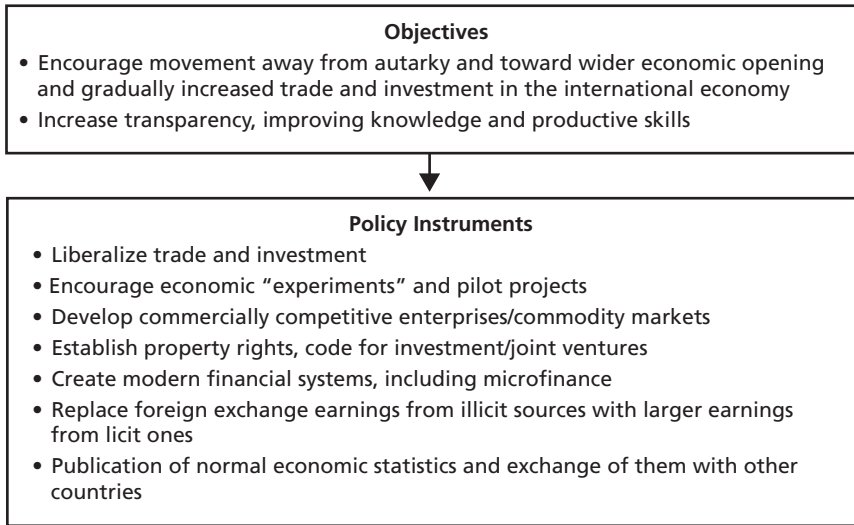 Objectives
• Encourage movement away from autarky and toward wider economic opening
and gradually increased trade and investment in the international economy
• Increase transparency, improving knowledge and productive skills
Policy Instruments
• Liberalize trade and investment
• Encourage economic “experiments” and pilot projects
• Develop commercially competitive enterprises/commodity markets
• Establish property rights, code for investment/joint ventures
• Create modern financial systems, including microfinance
• Replace foreign exchange earnings from illicit sources with larger earnings
from licit ones
• Publication of normal economic statistics and exchange of them with other
countries